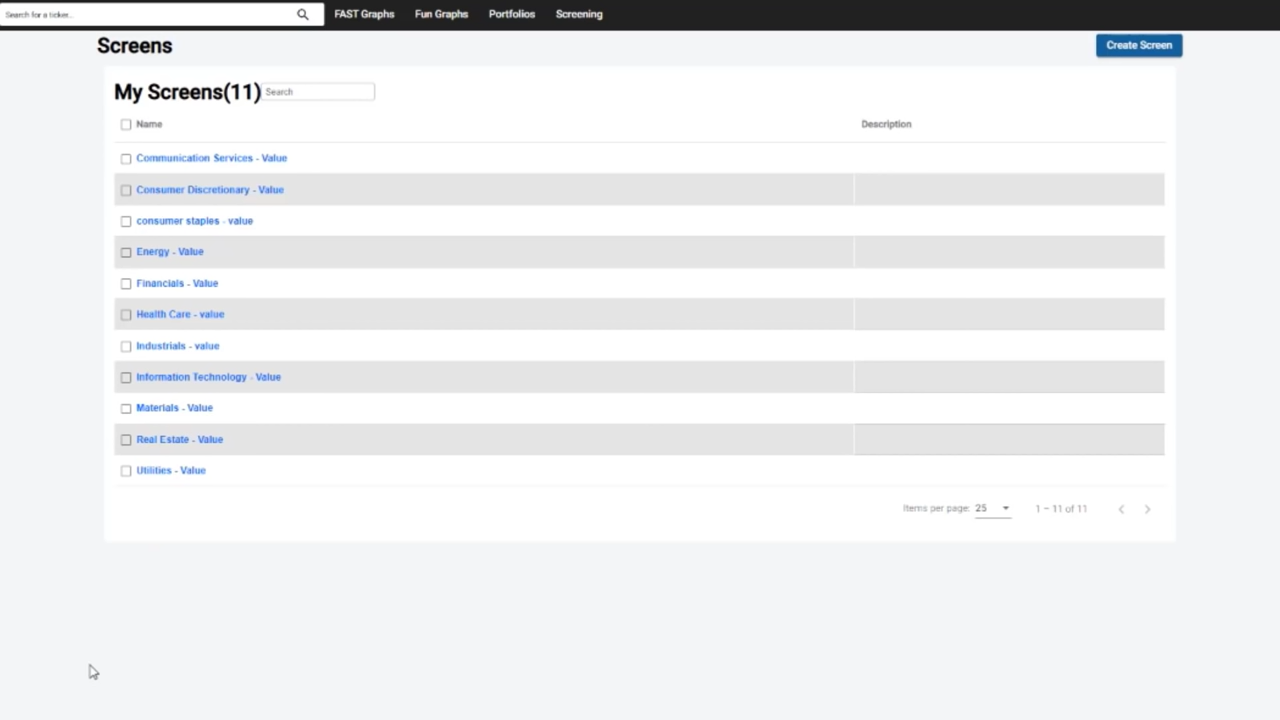 Search for a ticker... FAST Graphs Fun Graphs Portfolios Screening
Screens Create Screen
My Screens(11) Search
Name Description
Communication Services - Value
Consumer Discretionary - Value
consumer staples - value
Energy - Value
Financials - Value
Health Care - value
Industrials - value
Information Technology - Value
Materials - Value
Real Estate - Value
Utilities - Value
Items per page: 25 1 – 11 of 11